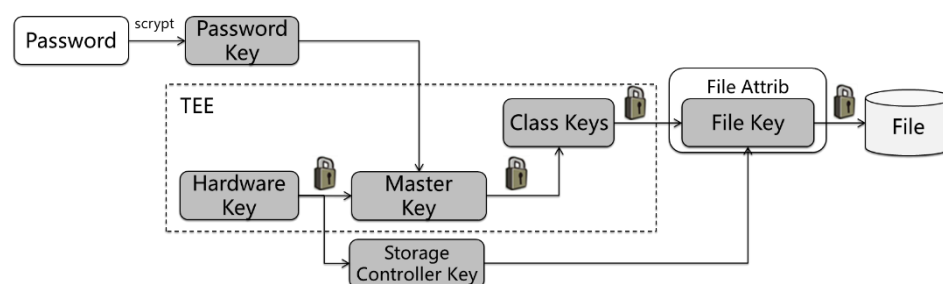 Password
scrypt
Password
Key
TEE
Class Keys
File Attrib
File Key
File
Hardware
Key
Master
Key
Storage
Controller Key